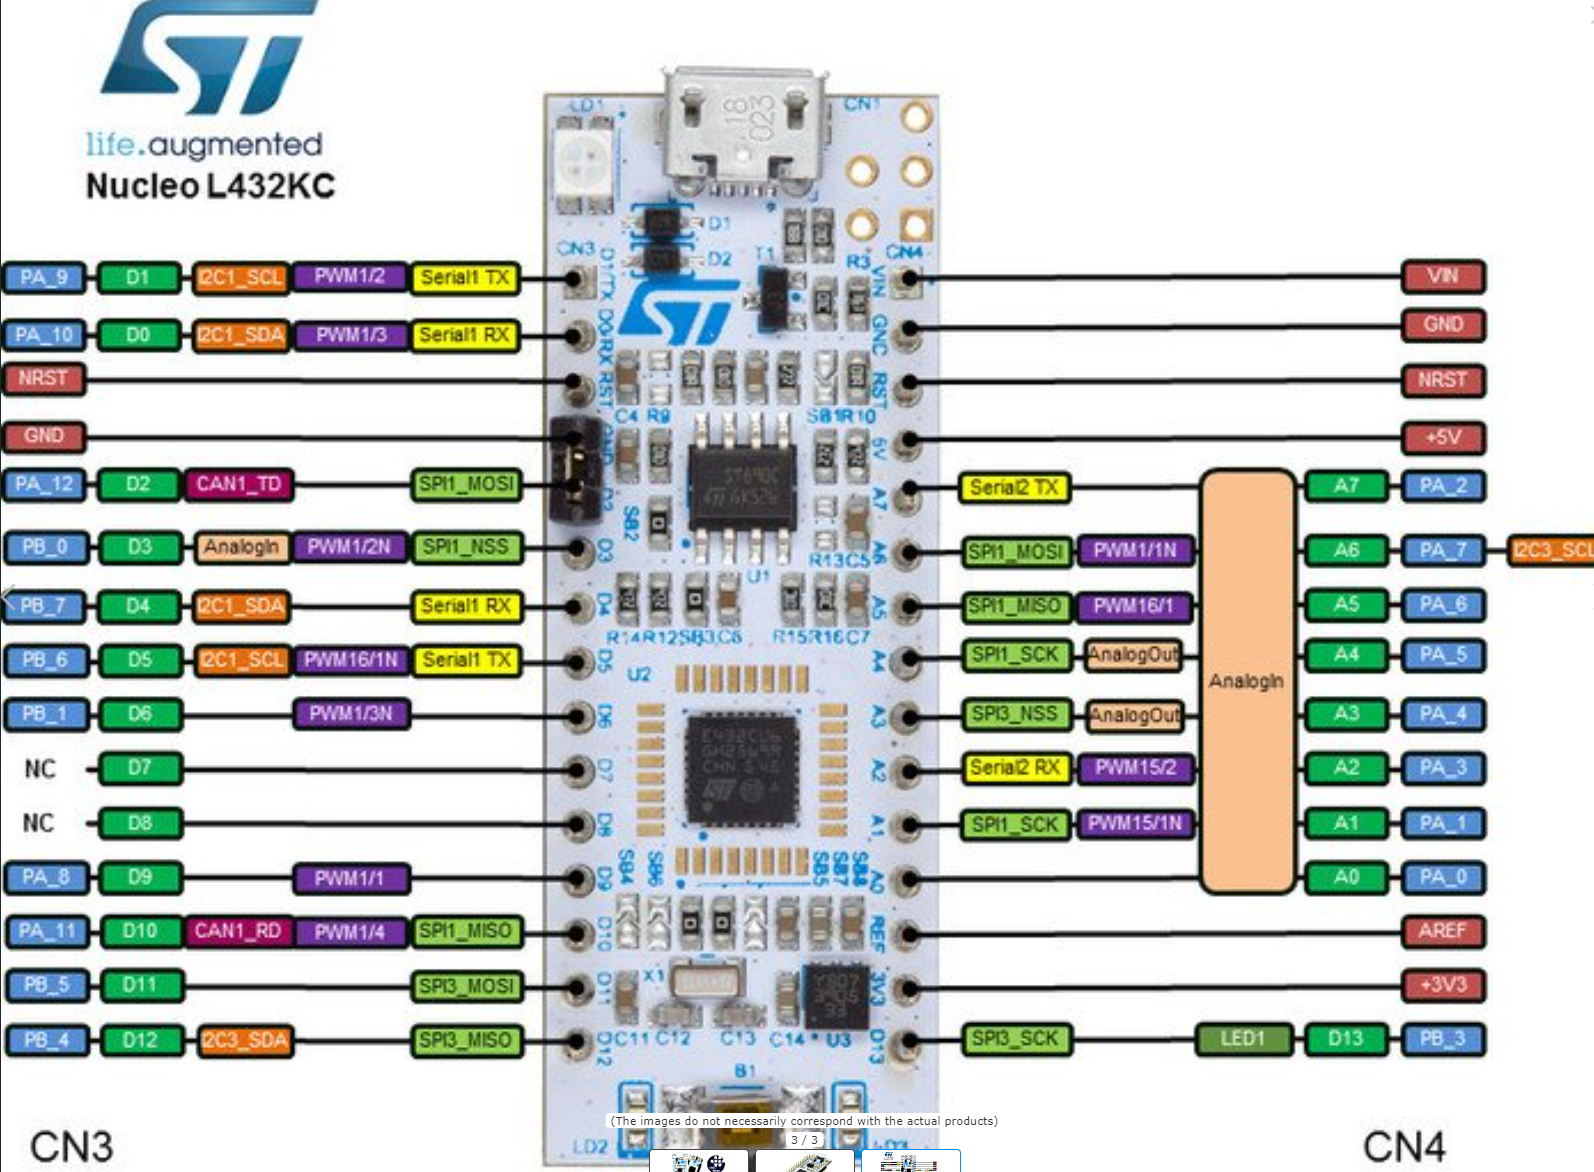 life.augmented
Nucleo L432KC
LD1
CN1
18
023
D1
D2
T1
R3
CN3
CN4
PA_9 D1 I2C1_SCL PWM1/2 Serial1 TX D1/TX
VIN VIN
PA_10 D0 I2C1_SDA PWM1/3 Serial1 RX D0/RX
GND
NRST RST
RST NRST
C4 R9 SB1 R10
GND
5V +5V
PA_12 D2 CAN1_TD SPI1_MOSI
A7 Serial2 TX A7 PA_2
SB2
PB_0 D3 AnalogIn PWM1/2N SPI1_NSS D3
A6 SPI1_MOSI PWM1/1N A6 PA_7 I2C3_SCL
R13 C5
U1
PB_7 D4 I2C1_SDA Serial1 RX D4
A5 SPI1_MISO PWM16/1 A5 PA_6
R14 R12 SB3 C6 R15 R16 C7
PB_6 D5 I2C1_SCL PWM16/1N Serial1 TX D5
A4 SPI1_SCK AnalogOut A4 PA_5
U2
AnalogIn
PB_1 D6 PWM1/3N D6
A3 SPI3_NSS AnalogOut A3 PA_4
NC D7 D7
A2 Serial2 RX PWM15/2 A2 PA_3
NC D8 D8
A1 SPI1_SCK PWM15/1N A1 PA_1
SB4 SB6 SB5 SB7 SB8
PA_8 D9 PWM1/1 D9
A0 A0 PA_0
PA_11 D10 CAN1_RD PWM1/4 SPI1_MISO D10
REF AREF
X1
PB_5 D11 SPI3_MOSI D11
3V3 +3V3
PB_4 D12 I2C3_SDA SPI3_MISO D12
C11 C12 C13 C14 U3
D13 SPI3_SCK LED1 D13 PB_3
B1
LD2
(The images do not necessarily correspond with the actual products)
3 / 3
CN3
CN4